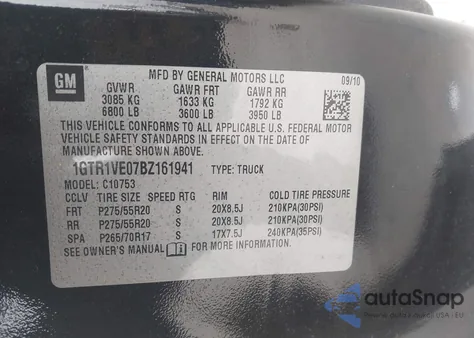 GM
MFD BY GENERAL MOTORS LLC
09/10
GVWR GAWR FRT GAWR RR
3085 KG 1633 KG 1792 KG
6800 LB 3600 LB 3950 LB
THIS VEHICLE CONFORMS TO ALL APPLICABLE U.S. FEDERAL MOTOR
VEHICLE SAFETY STANDARDS IN EFFECT ON THE DATE OF
MANUFACTURE SHOWN ABOVE.
1GTR1VE07BZ161941 TYPE: TRUCK
MODEL: C10753
CCLV TIRE SIZE SPEED RTG RIM COLD TIRE PRESSURE
FRT P275/55R20 S 20X8.5J 210KPA(30PSI)
RR P275/55R20 S 20X8.5J 210KPA(30PSI)
SPA P265/70R17 S 17X7.5J 240KPA(35PSI)
SEE OWNER'S MANUAL FOR MORE INFORMATION.
autoSnap